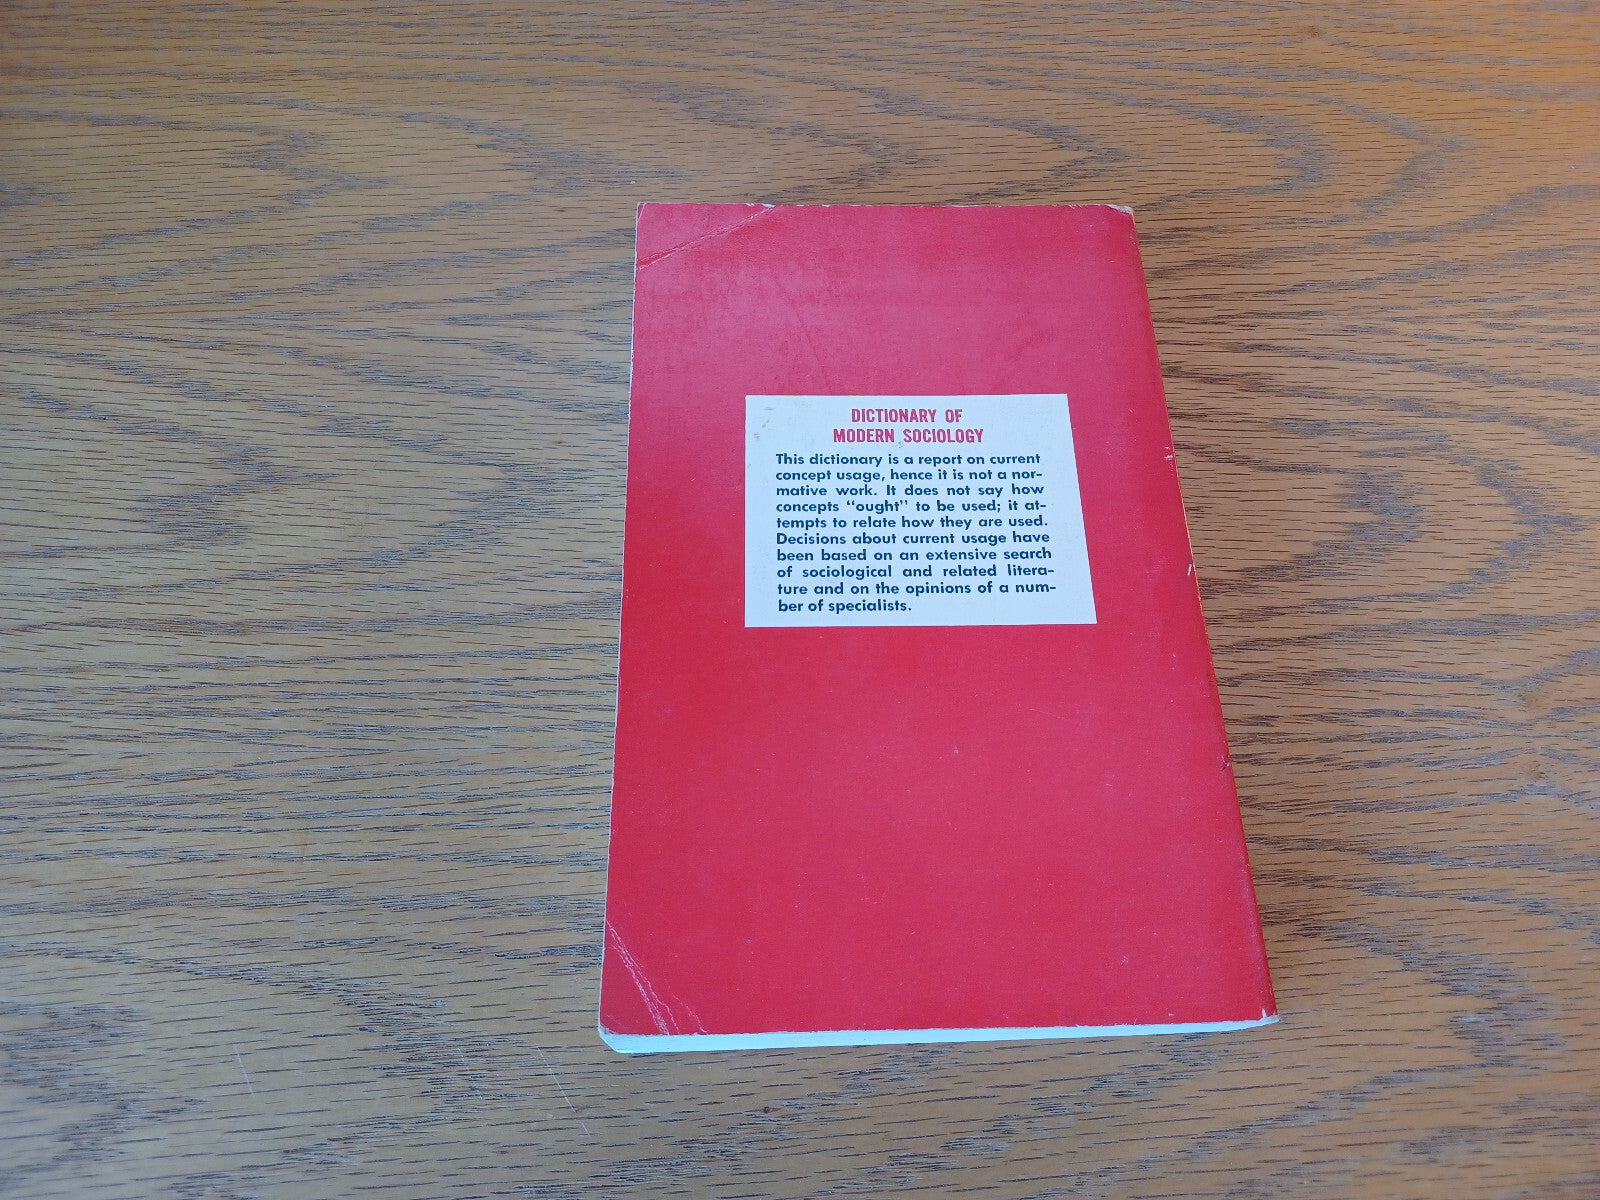 DICTIONARY OF
MODERN SOCIOLOGY
This dictionary is a report on current
concept usage, hence it is not a nor-
mative work. It does not say how
concepts "ought" to be used; it at-
tempts to relate how they are used.
Decisions about current usage have
been based on an extensive search
of sociological and related litera-
ture and on the opinions of a num-
ber of specialists.